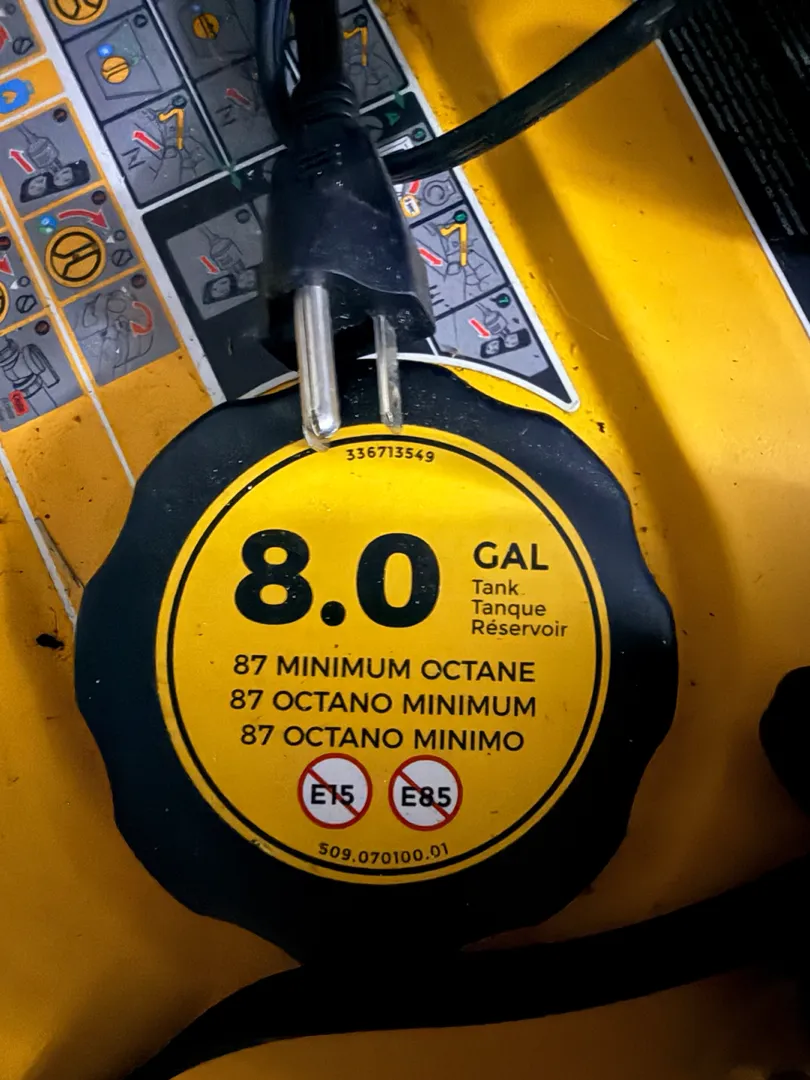 336713549
8.0 GAL
Tank
Tanque
Réservoir
87 MINIMUM OCTANE
87 OCTANO MINIMUM
87 OCTANO MINIMO
E15 E85
509.070100.01